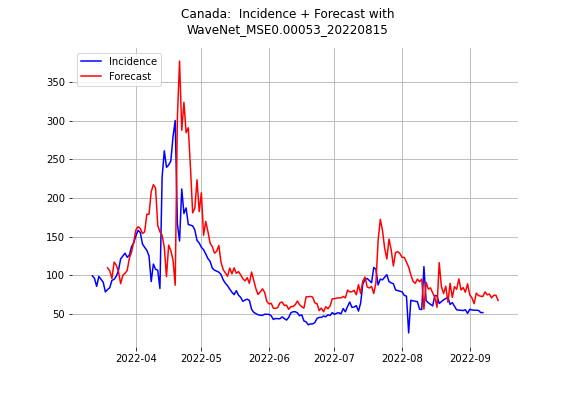 Canada:  Incidence + Forecast with
WaveNet_MSE0.00053_20220815
Incidence
Forecast
350
300
250
200
150
100
50
2022-04 2022-05 2022-06 2022-07 2022-08 2022-09